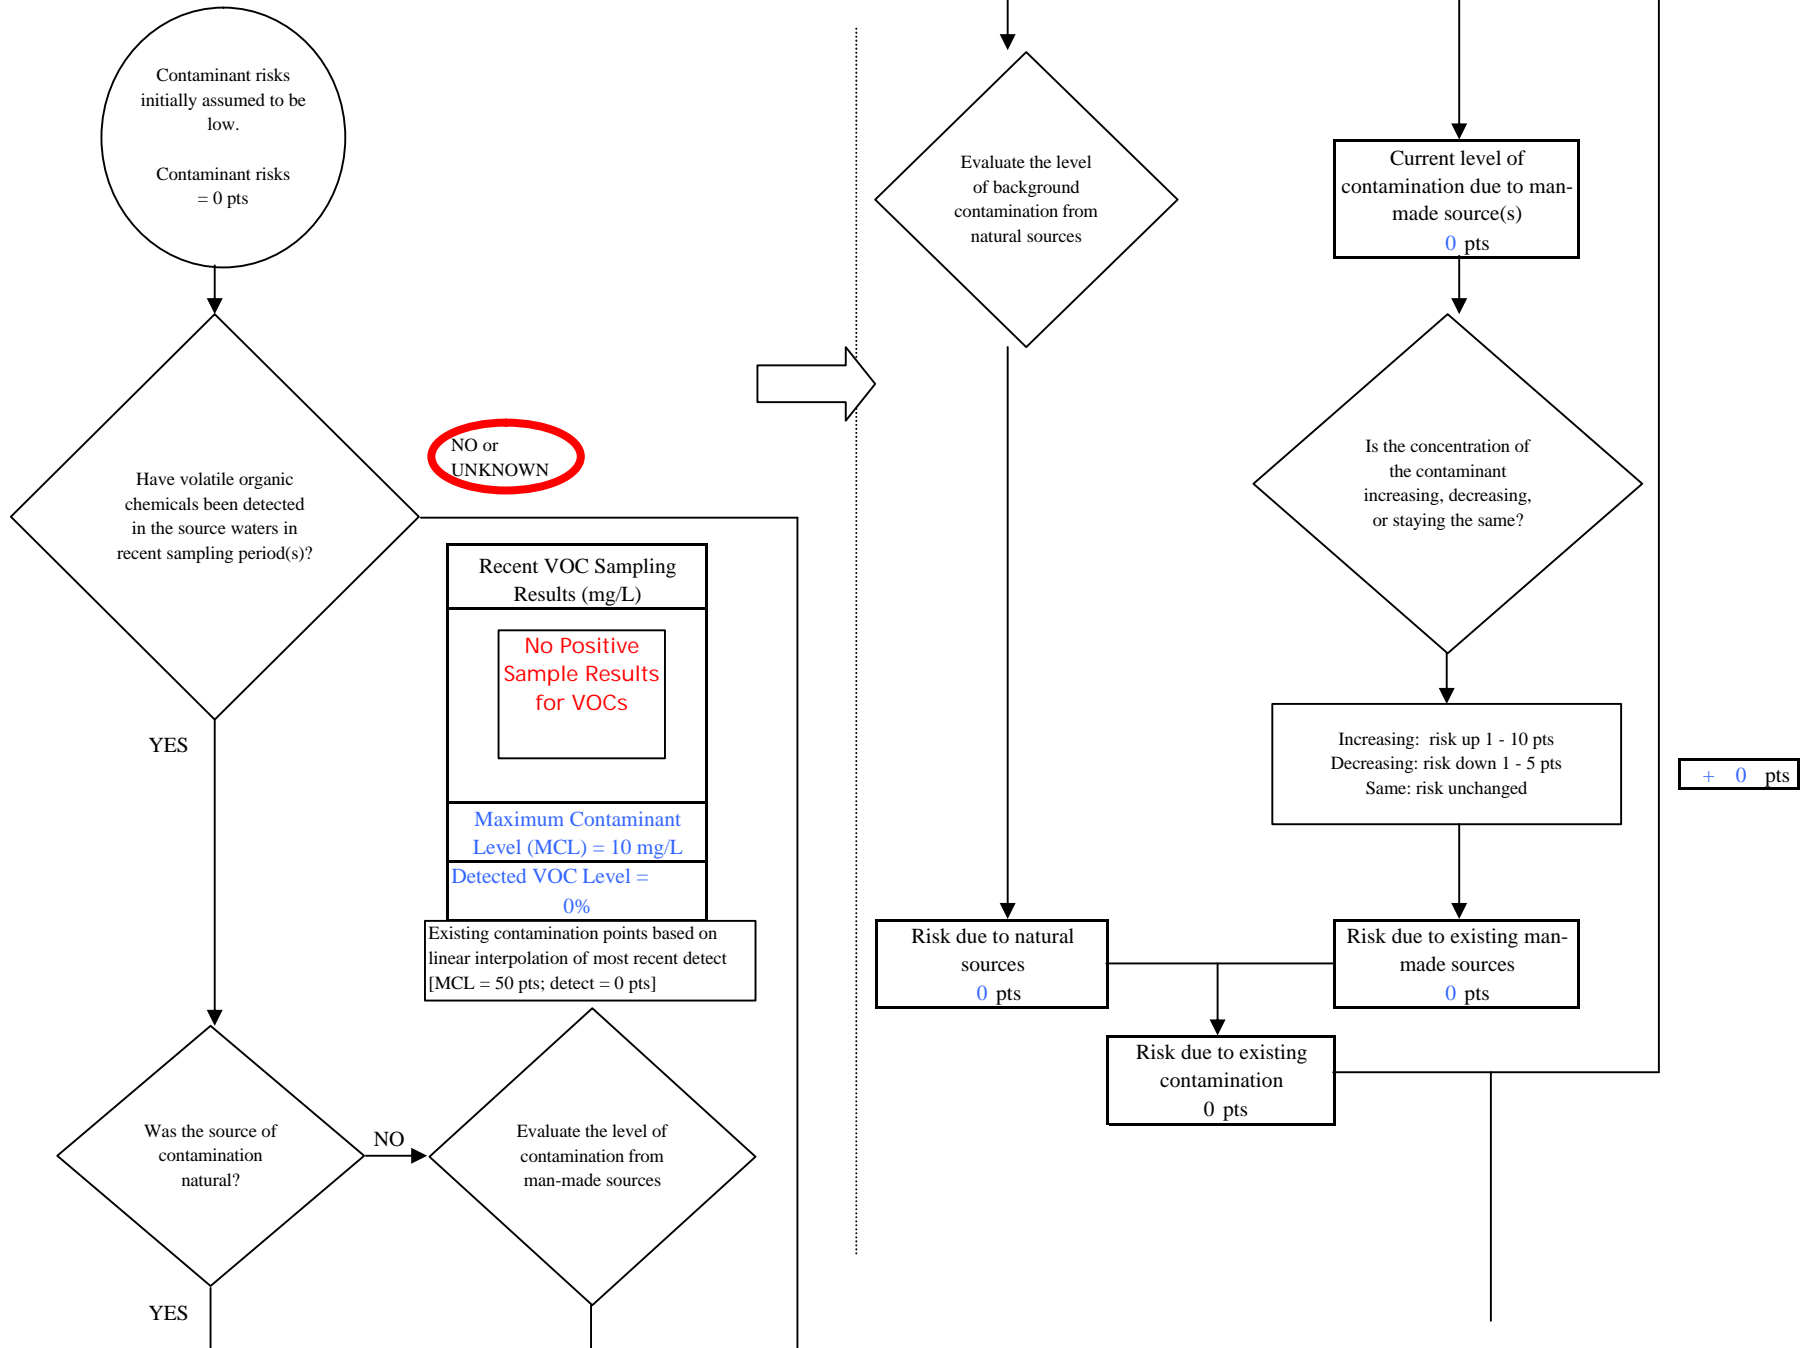 Contaminant risks
initially assumed to be
low.
Contaminant risks
= 0 pts
Have volatile organic
chemicals been detected
in the source waters in
recent sampling period(s)?
NO or
UNKNOWN
Recent VOC Sampling
Results (mg/L)
No Positive
Sample Results
for VOCs
Maximum Contaminant
Level (MCL) = 10 mg/L
Detected VOC Level =
0%
Existing contamination points based on
linear interpolation of most recent detect
[MCL = 50 pts; detect = 0 pts]
YES
Was the source of
contamination
natural?
NO
Evaluate the level of
contamination from
man-made sources
YES
Evaluate the level
of background
contamination from
natural sources
Current level of
contamination due to man-
made source(s)
0 pts
Is the concentration of
the contaminant
increasing, decreasing,
or staying the same?
Increasing: risk up 1 - 10 pts
Decreasing: risk down 1 - 5 pts
Same: risk unchanged
+ 0 pts
Risk due to natural
sources
0 pts
Risk due to existing man-
made sources
0 pts
Risk due to existing
contamination
0 pts